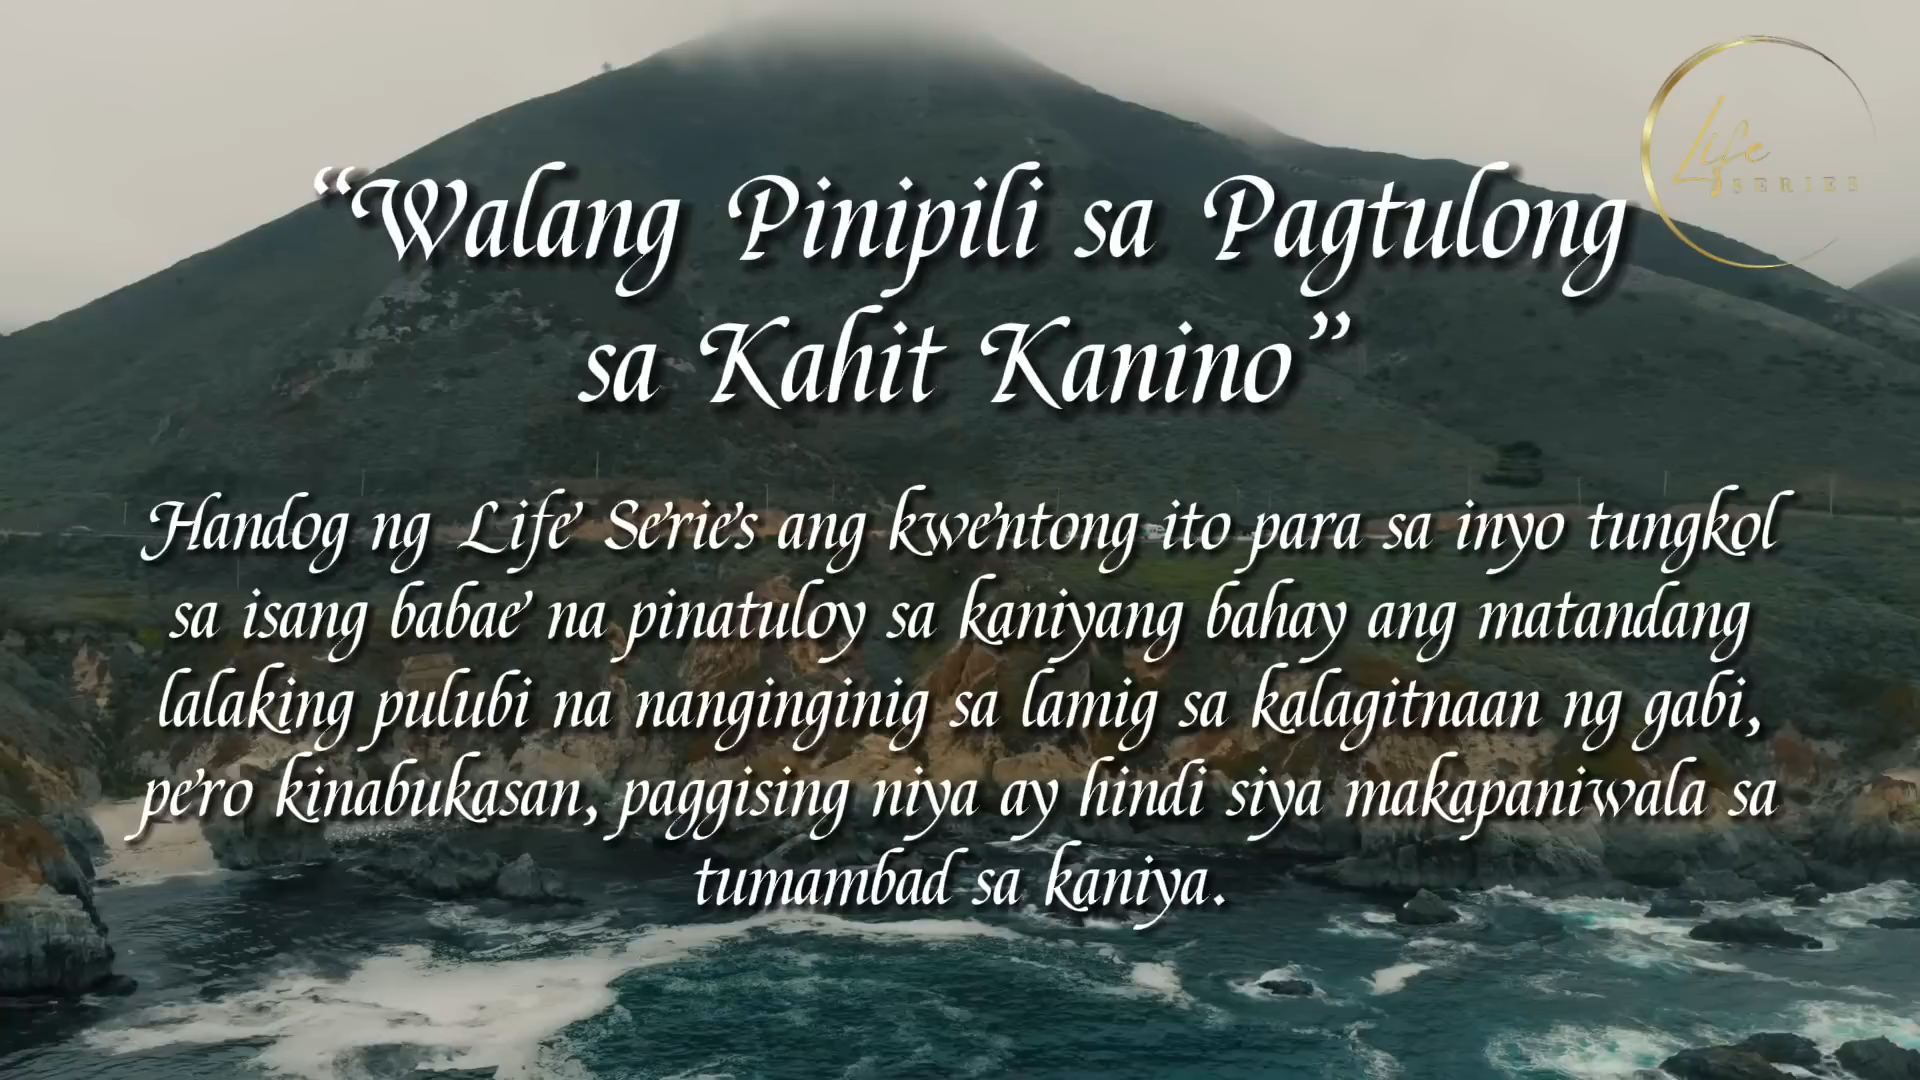 “Walang Pinipili sa Pagtulong
sa Kahit Kanino”
Life
SERIES
Handog ng Life Series ang kwentong ito para sa inyo tungkol
sa isang babae na pinatuloy sa kaniyang bahay ang matandang
lalaking pulubi na nanginginig sa lamig sa kalagitnaan ng gabi,
pero kinabukasan, paggising niya ay hindi siya makapaniwala sa
tumambad sa kaniya.